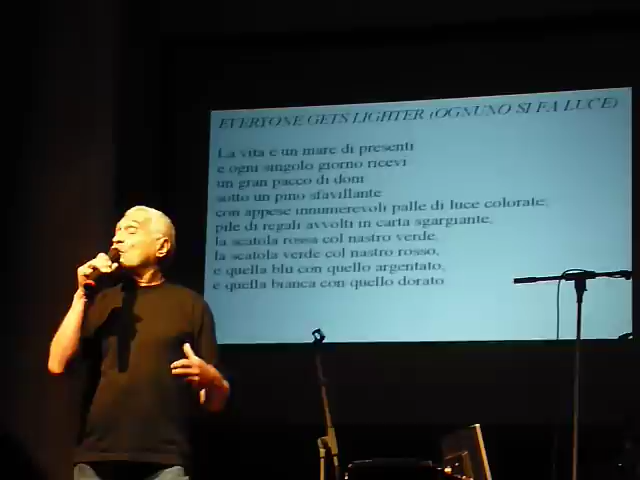 EVERYONE GETS LIGHTER (OGNUNO SI FA LUCE)
La vita è un mare di presenti
e ogni singolo giorno ricevi
un gran pacco di doni
sotto un pino sfavillante
con appese innumerevoli palle di luce colorate,
pile di regali avvolti in carta sgargiante,
la scatola rossa col nastro verde,
la scatola verde col nastro rosso,
e quella blu con quello argentato,
e quella bianca con quello dorato